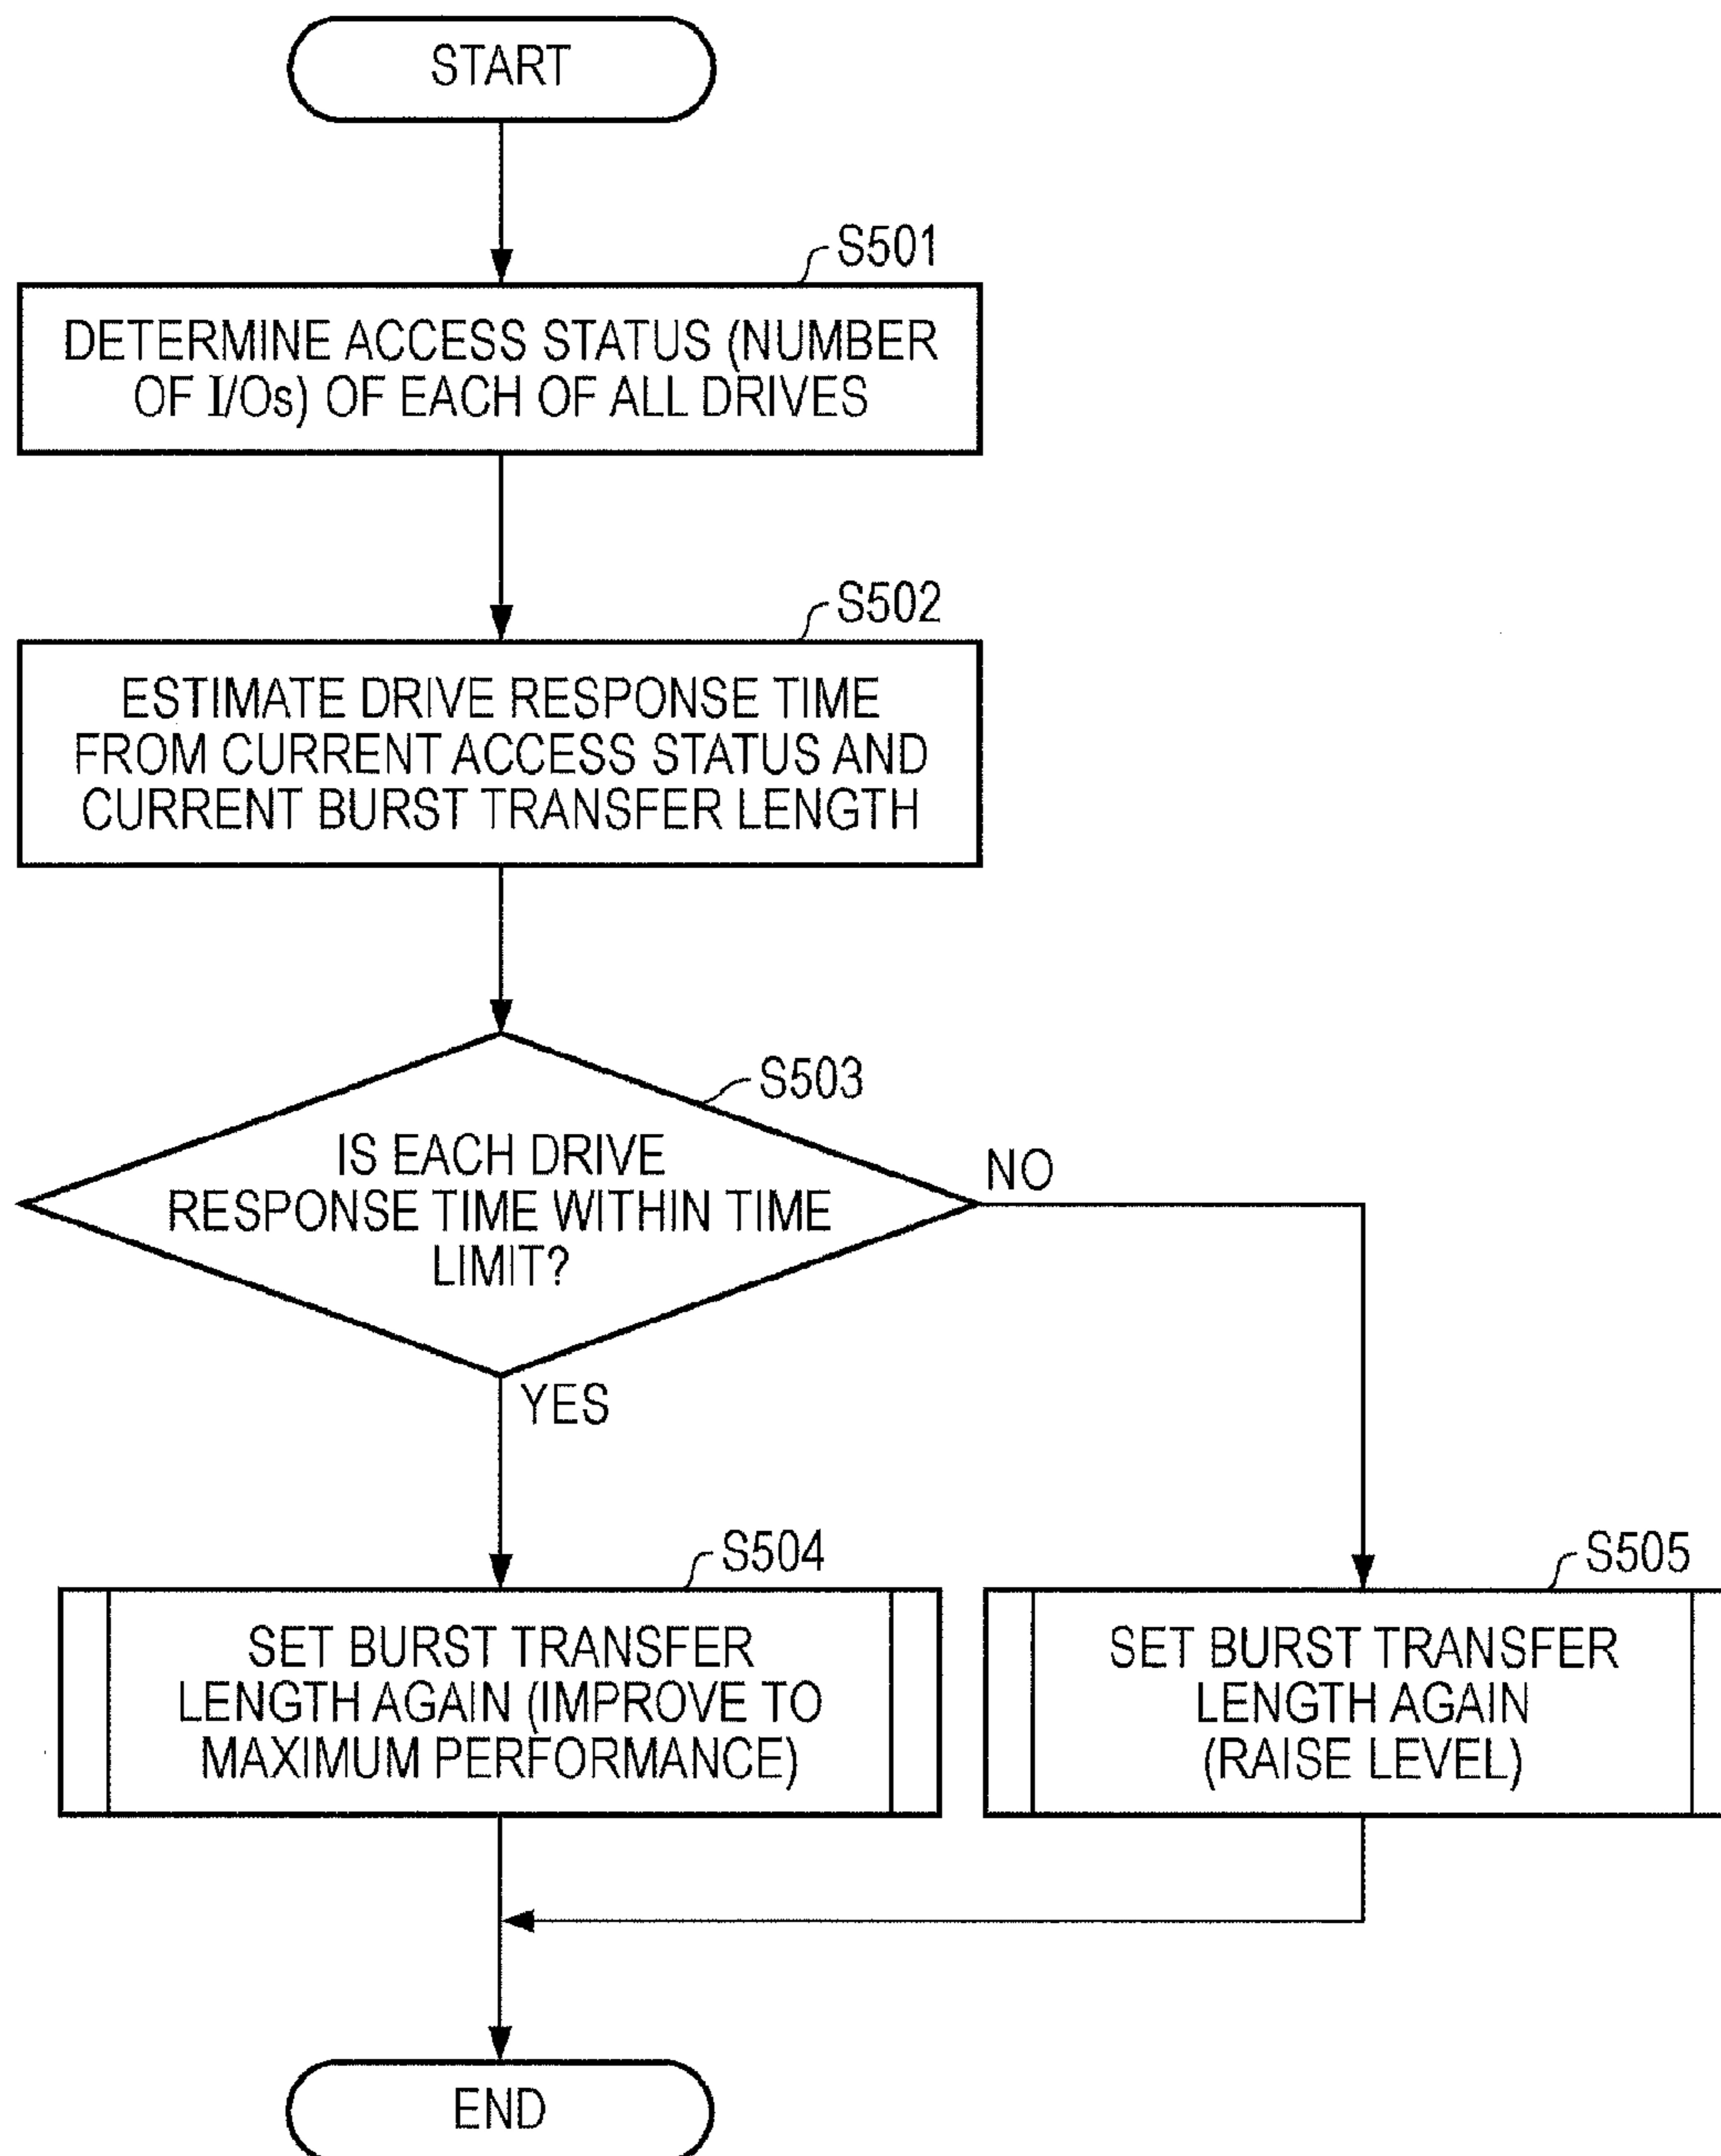 START
S501
DETERMINE ACCESS STATUS (NUMBER
OF I/Os) OF EACH OF ALL DRIVES
S502
ESTIMATE DRIVE RESPONSE TIME
FROM CURRENT ACCESS STATUS AND
CURRENT BURST TRANSFER LENGTH
S503
IS EACH DRIVE
RESPONSE TIME WITHIN TIME
LIMIT?
NO
YES
S504
SET BURST TRANSFER
LENGTH AGAIN (IMPROVE TO
MAXIMUM PERFORMANCE)
S505
SET BURST TRANSFER
LENGTH AGAIN
(RAISE LEVEL)
END